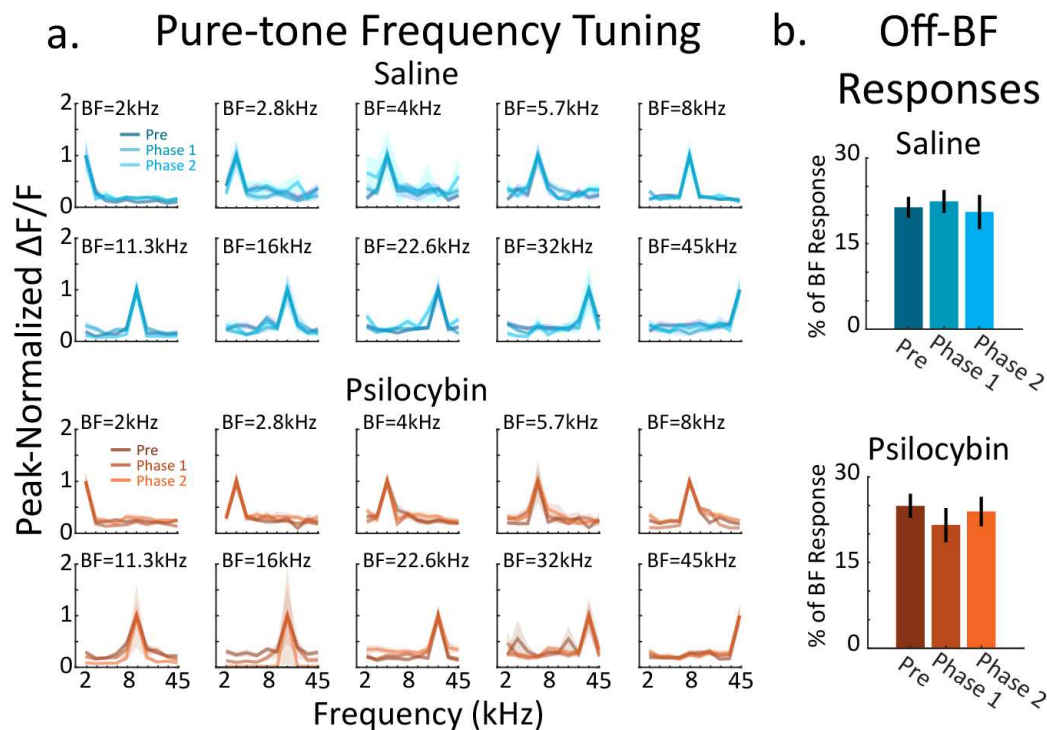 a. Pure-tone Frequency Tuning
Saline
Peak-Normalized ΔF/F
2
1
0
BF=2kHz
Pre
Phase 1
Phase 2
BF=2.8kHz
BF=4kHz
BF=5.7kHz
BF=8kHz
2
1
0
BF=11.3kHz
BF=16kHz
BF=22.6kHz
BF=32kHz
BF=45kHz
Psilocybin
2
1
0
BF=2kHz
Pre
Phase 1
Phase 2
BF=2.8kHz
BF=4kHz
BF=5.7kHz
BF=8kHz
2
1
0
BF=11.3kHz
BF=16kHz
BF=22.6kHz
BF=32kHz
BF=45kHz
2 8 45
2 8 45
2 8 45
2 8 45
2 8 45
Frequency (kHz)
b. Off-BF
Responses
Saline
% of BF Response
30
15
0
Pre
Phase 1
Phase 2
Psilocybin
% of BF Response
30
15
0
Pre
Phase 1
Phase 2